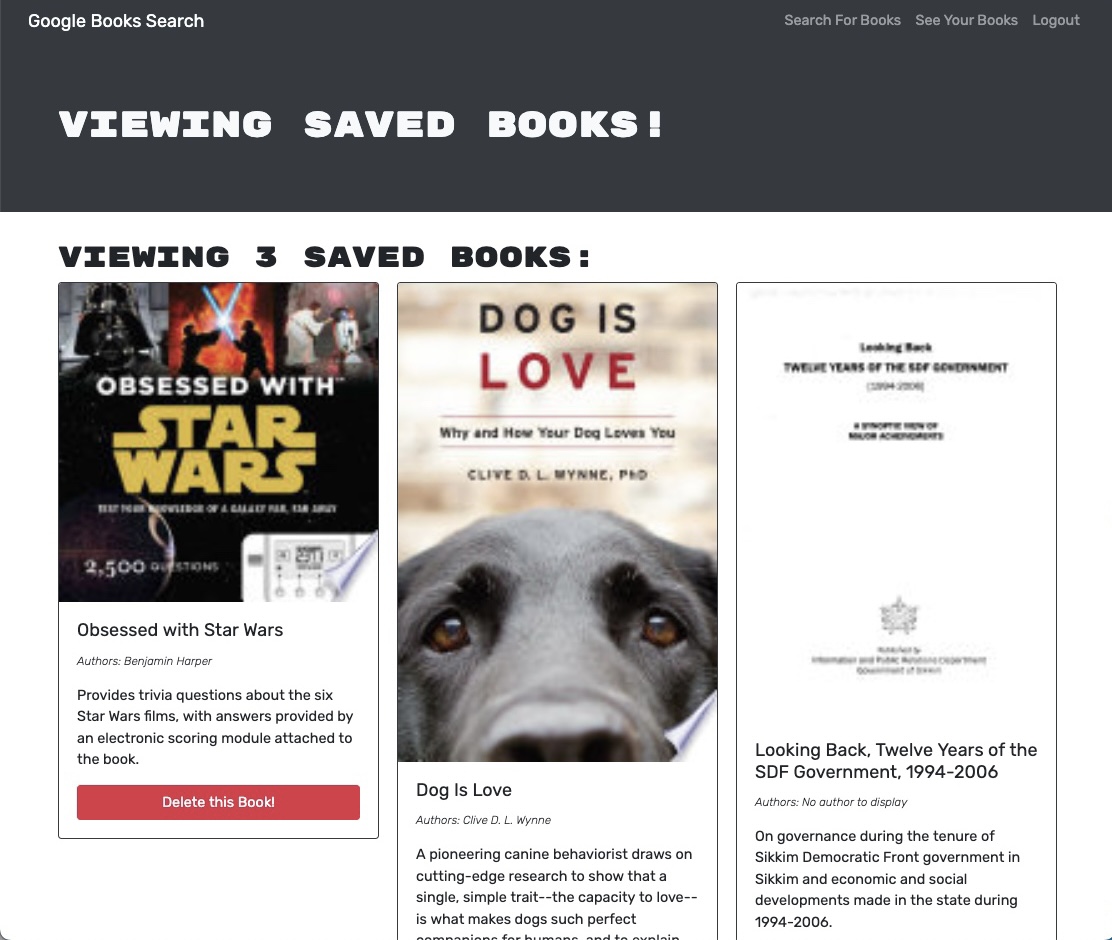 Google Books Search
Search For Books See Your Books Logout
VIEWING SAVED BOOKS!
VIEWING 3 SAVED BOOKS:
OBSESSED WITH™
STAR
WARS
TEST YOUR KNOWLEDGE OF A GALAXY FAR, FAR AWAY
2,500 QUESTIONS
Obsessed with Star Wars
Authors: Benjamin Harper
Provides trivia questions about the six
Star Wars films, with answers provided by
an electronic scoring module attached to
the book.
Delete this Book!
DOG IS
LOVE
Why and How Your Dog Loves You
CLIVE D. L. WYNNE, PhD
Dog Is Love
Authors: Clive D. L. Wynne
A pioneering canine behaviorist draws on
cutting-edge research to show that a
single, simple trait--the capacity to love--
is what makes dogs such perfect
companions for humans, and to explain
Looking Back
TWELVE YEARS OF THE SDF GOVERNMENT
(1994-2006)
A SYNOPTIC VIEW OF
MAJOR ACHIEVEMENTS
Published by
Information and Public Relations Department
Government of Sikkim
Looking Back, Twelve Years of the
SDF Government, 1994-2006
Authors: No author to display
On governance during the tenure of
Sikkim Democratic Front government in
Sikkim and economic and social
developments made in the state during
1994-2006.